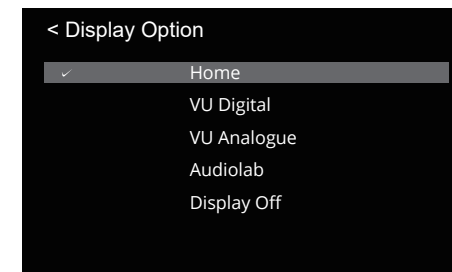 < Display Option
✓ Home
VU Digital
VU Analogue
Audiolab
Display Off